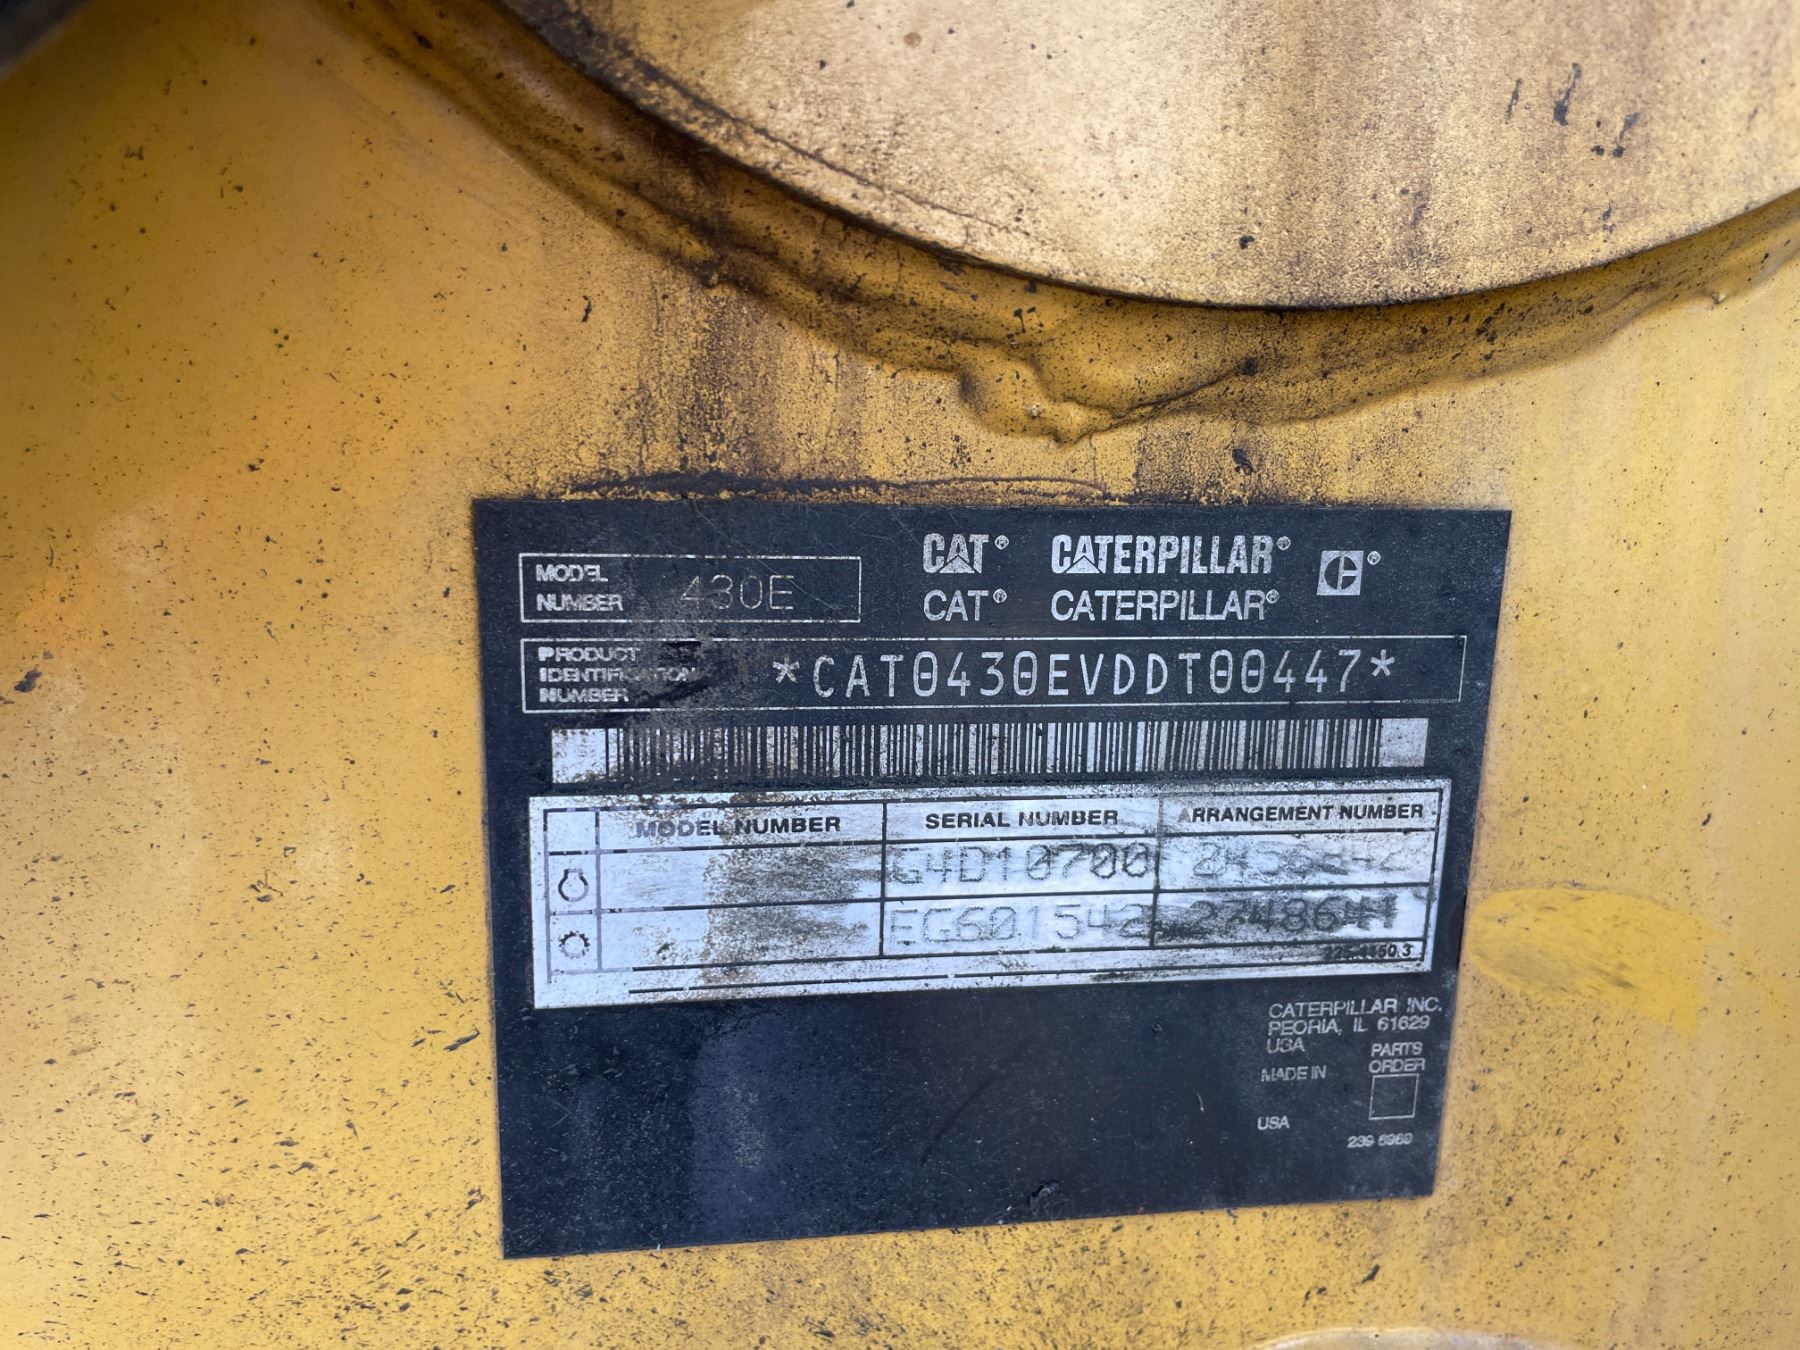 MODEL NUMBER 430E
CAT® CATERPILLAR®
CAT® CATERPILLAR®
PRODUCT IDENTIFICATION NUMBER *CAT0430EVDDT00447*
MODEL NUMBER SERIAL NUMBER ARRANGEMENT NUMBER
G4D10700
EG601542
CATERPILLAR INC.
PEORIA, IL 61629
USA
PARTS
ORDER
MADE IN
USA